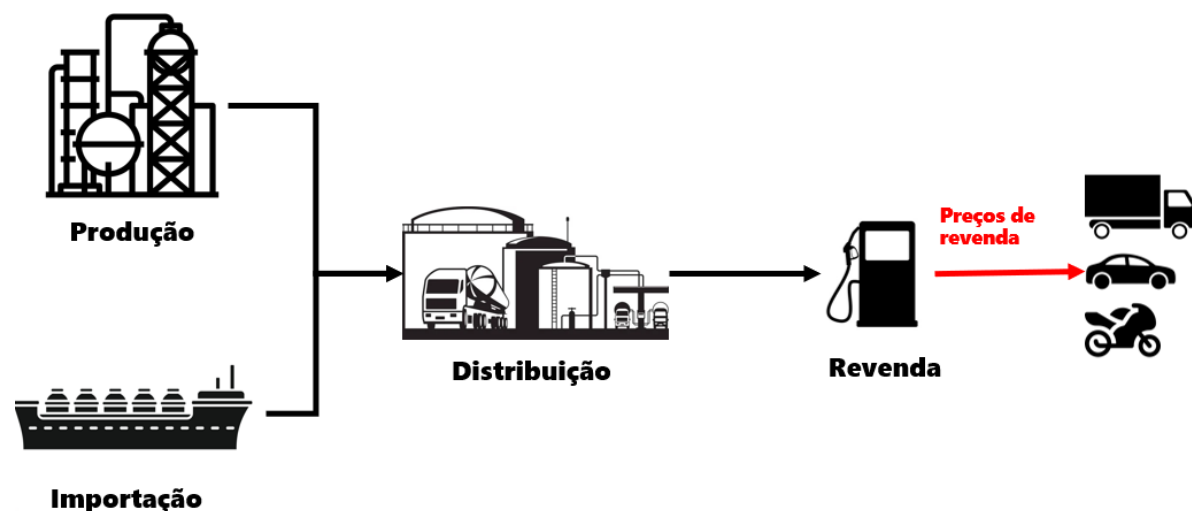 Produção
Importação
Distribuição
Revenda
Preços de
revenda